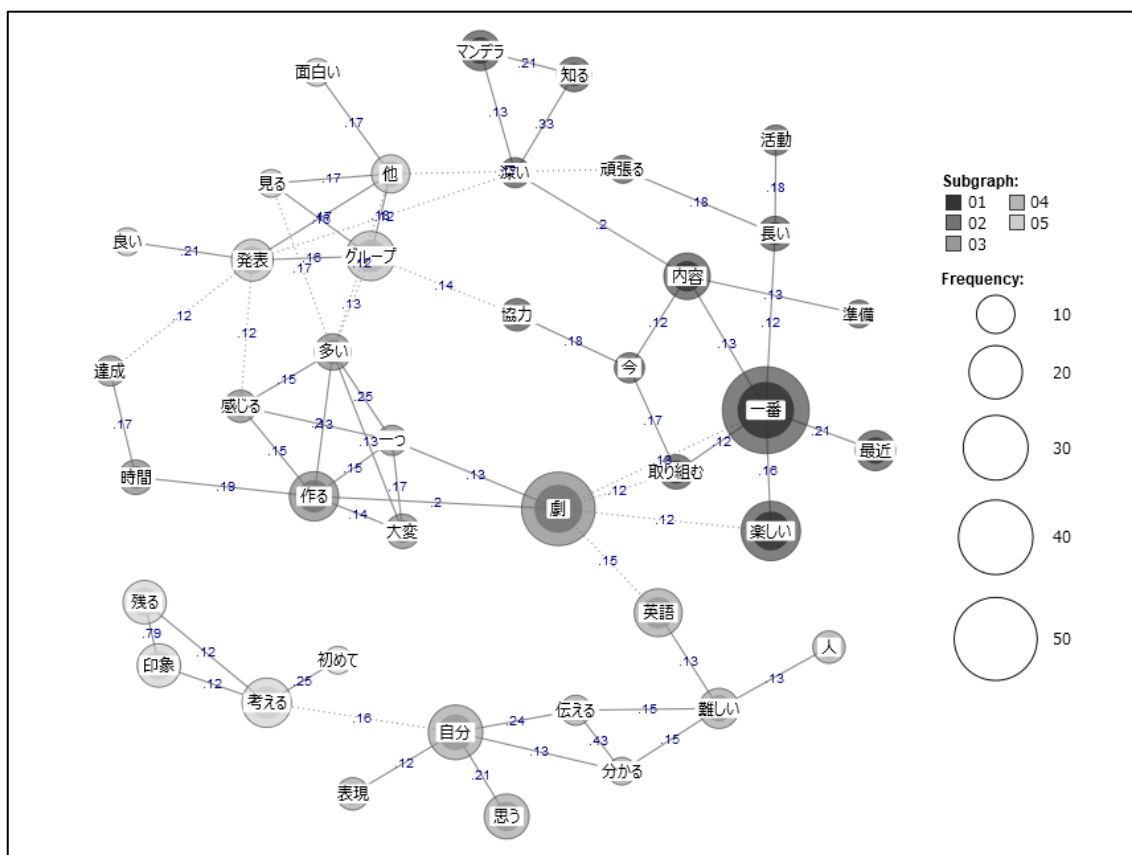 マンデラ
.21
知る
面白い
.13
.33
.17
活動
深い
頑張る
他
.17
見る
.18
.18
長い
良い
.21
発表
.16
グループ
.12
.17
.2
内容
.13
.12
.14
協力
.18
.12
.13
準備
.12
.12
.13
多い
今
達成
.15
.25
.17
一番
感じる
.13
一つ
.17
.12
.21
最近
.15
.15
.13
取り組む
.16
時間
.19
作る
.17
.12
.14
.2
劇
.12
大変
楽しい
.15
残る
英語
.79
.12
.13
人
印象
.12
初めて
.25
.13
考える
.16
伝える
.15
難しい
自分
.24
.43
.15
.13
分かる
.12
.21
表現
思う
Subgraph:
01 04
02 05
03
Frequency:
10
20
30
40
50